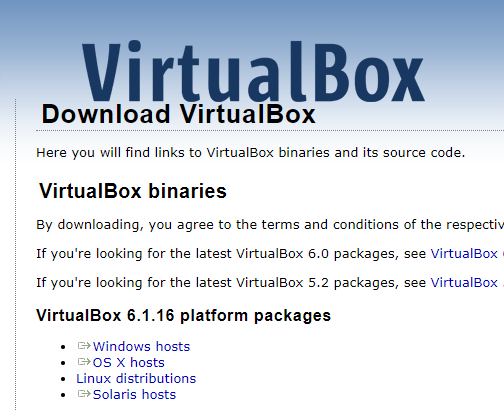 VirtualBox
Download VirtualBox
Here you will find links to VirtualBox binaries and its source code.
VirtualBox binaries
By downloading, you agree to the terms and conditions of the
If you're looking for the latest VirtualBox 6.0 packages, see VirtualBox
If you're looking for the latest VirtualBox 5.2 packages, see VirtualBox
VirtualBox 6.1.16 platform packages
Windows hosts
OS X hosts
Linux distributions
Solaris hosts